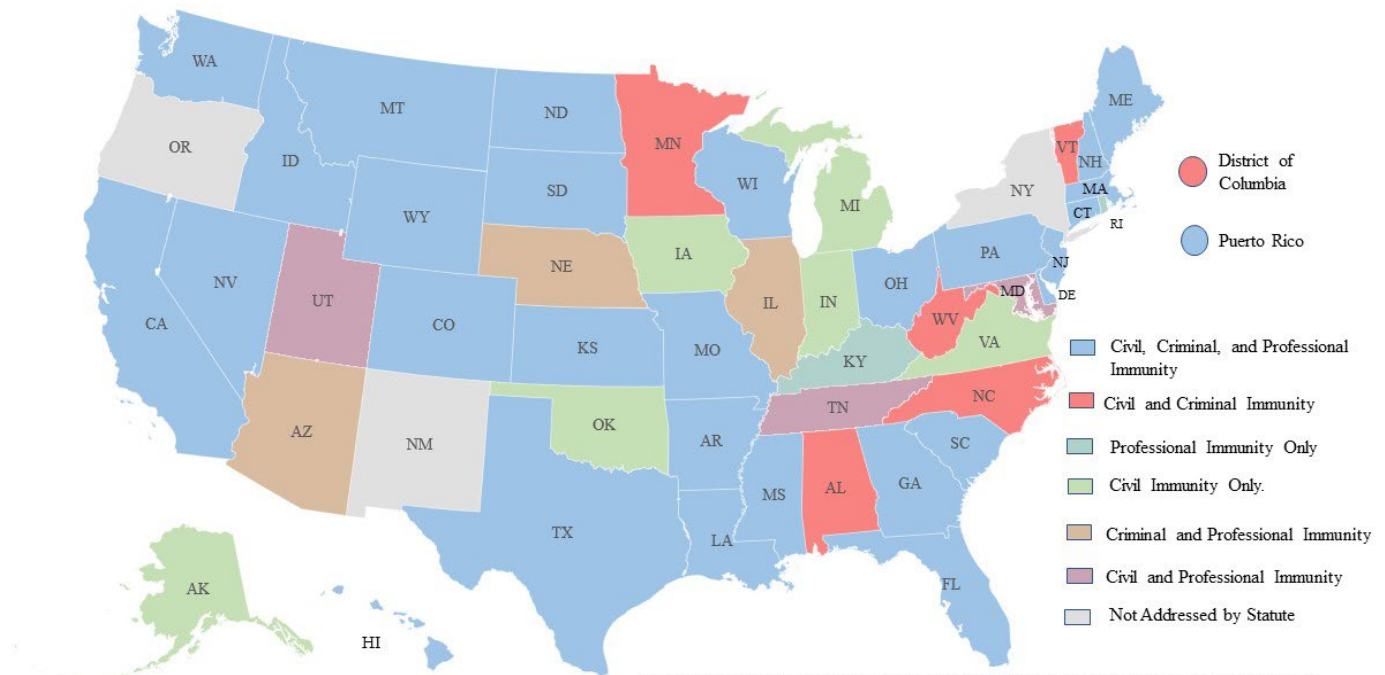 WA
MT
ND
MN
ME
OR
ID
SD
WI
VT
NH
WY
MI
NY
MA
CT
RI
NE
IA
PA
NJ
NV
UT
IL
IN
OH
MD
DE
CA
CO
KS
MO
WV
VA
KY
AZ
NM
OK
TN
NC
AR
SC
MS
AL
GA
TX
LA
AK
FL
HI
District of
Columbia
Puerto Rico
Civil, Criminal, and Professional
Immunity
Civil and Criminal Immunity
Professional Immunity Only
Civil Immunity Only.
Criminal and Professional Immunity
Civil and Professional Immunity
Not Addressed by Statute